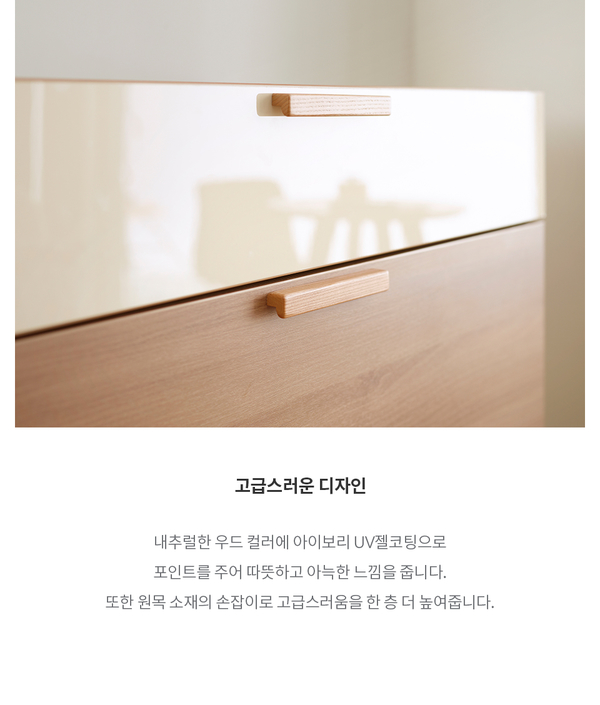 고급스러운 디자인
내추럴한 우드 컬러에 아이보리 UV젤코팅으로
포인트를 주어 따뜻하고 아늑한 느낌을 줍니다.
또한 원목 소재의 손잡이로 고급스러움을 한 층 더 높여줍니다.